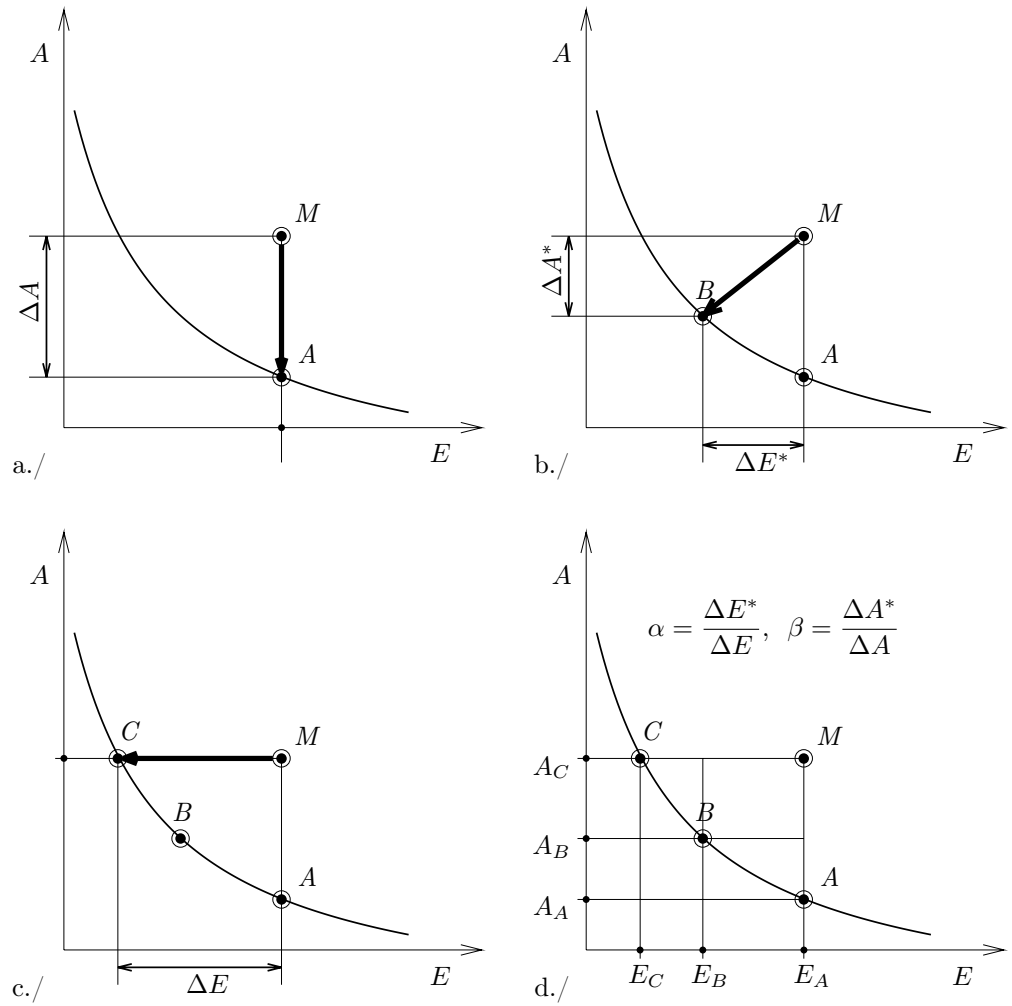 A
M
ΔA
A
E
a./
A
M
ΔA*
B
A
ΔE*
E
b./
A
C
M
B
A
ΔE
E
c./
A
α = ΔE*/ΔE, β = ΔA*/ΔA
C
M
A_C
B
A_B
A
A_A
E_C E_B E_A E
d./